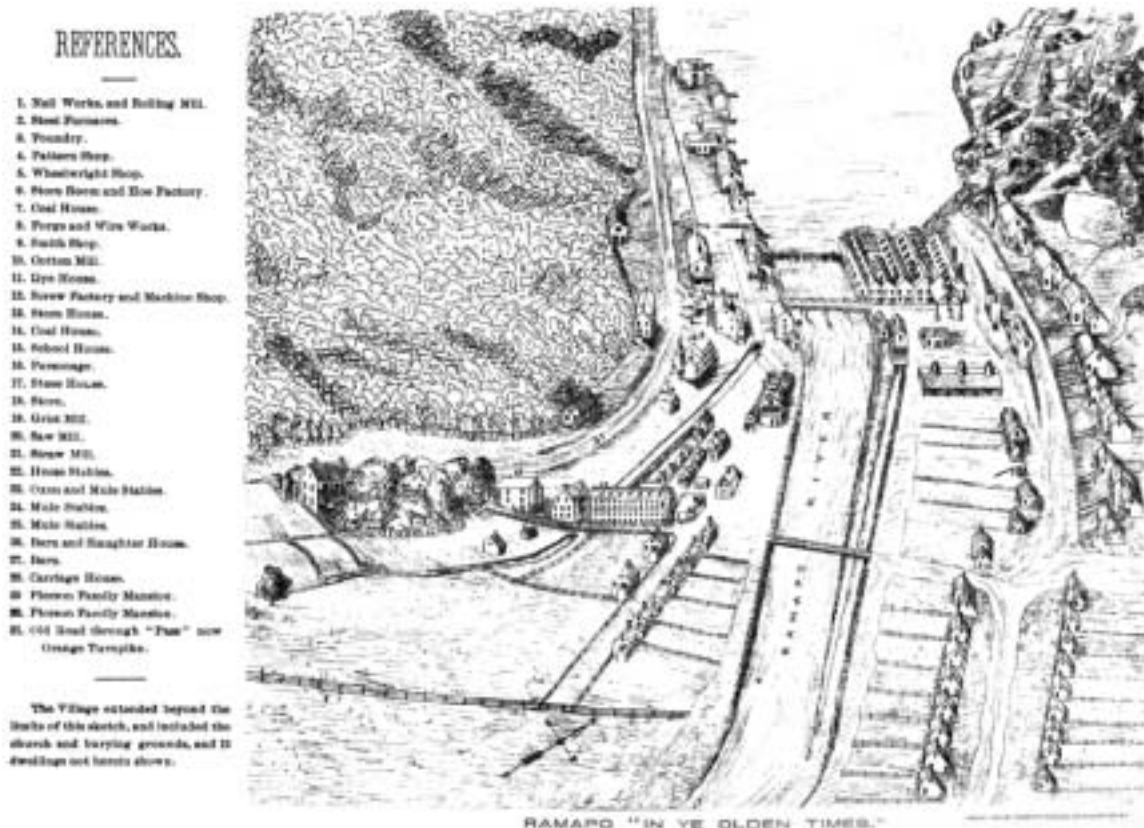 REFERENCES.
1. Nail Works, and Rolling Mill.
2. Steel Furnaces.
3. Foundry.
4. Pattern Shop.
5. Wheelwright Shop.
6. Store Room and Hoe Factory.
7. Coal House.
8. Forge and Wire Works.
9. Smith Shop.
10. Cotton Mill.
11. Dye House.
12. Screw Factory and Machine Shop.
13. Store House.
14. Coal House.
15. School House.
16. Parsonage.
17. Stone House.
18. Store.
19. Grist Mill.
20. Saw Mill.
21. Straw Mill.
22. Horse Stables.
23. Oxen and Mule Stables.
24. Mule Stables.
25. Mule Stables.
26. Barn and Slaughter House.
27. Barn.
28. Carriage House.
29 Pierson Family Mansion.
30. Pierson Family Mansion.
31. Old Road through "Pass" now
Orange Turnpike.
The Village extended beyond the
limits of this sketch, and included the
church and burying grounds, and
dwellings not herein shown.
RAMAPO
RIVER
RAMAPO "IN YE OLDEN TIMES."